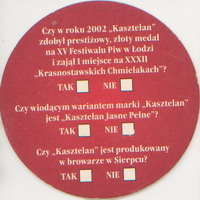 Czy w roku 2002 „Kasztelan”
zdobył prestiżowy, złoty medal
na XV Festiwalu Piw w Łodzi
i zajął 1 miejsce na XXXII
„Krasnostawskich Chmielakach”?
TAK NIE
Czy wiodącym wariantem marki „Kasztelan”
jest „Kasztelan Jasne Pełne”?
TAK NIE
Czy „Kasztelan” jest produkowany
w browarze w Sierpcu?
TAK NIE